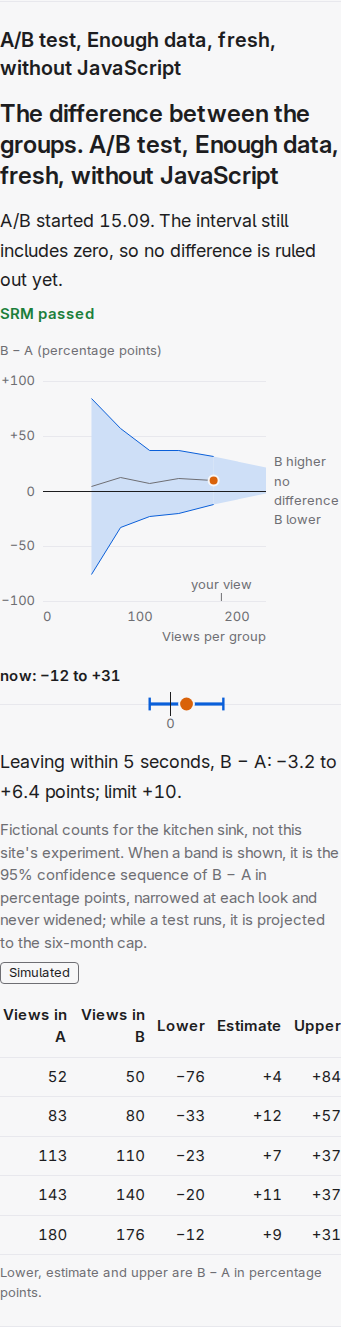 A/B test, Enough data, fresh,
without JavaScript
The difference between the
groups. A/B test, Enough data,
fresh, without JavaScript
A/B started 15.09. The interval still
includes zero, so no difference is ruled
out yet.
SRM passed
B − A (percentage points)
+100
+50
0
−50
−100
B higher
no
difference
B lower
your view
0 100 200
Views per group
now: −12 to +31
0
Leaving within 5 seconds, B − A: −3.2 to
+6.4 points; limit +10.
Fictional counts for the kitchen sink, not this
site's experiment. When a band is shown, it is the
95% confidence sequence of B − A in
percentage points, narrowed at each look and
never widened; while a test runs, it is projected
to the six-month cap.
Simulated
Views in A Views in B Lower Estimate Upper
52 50 −76 +4 +84
83 80 −33 +12 +57
113 110 −23 +7 +37
143 140 −20 +11 +37
180 176 −12 +9 +31
Lower, estimate and upper are B − A in percentage
points.